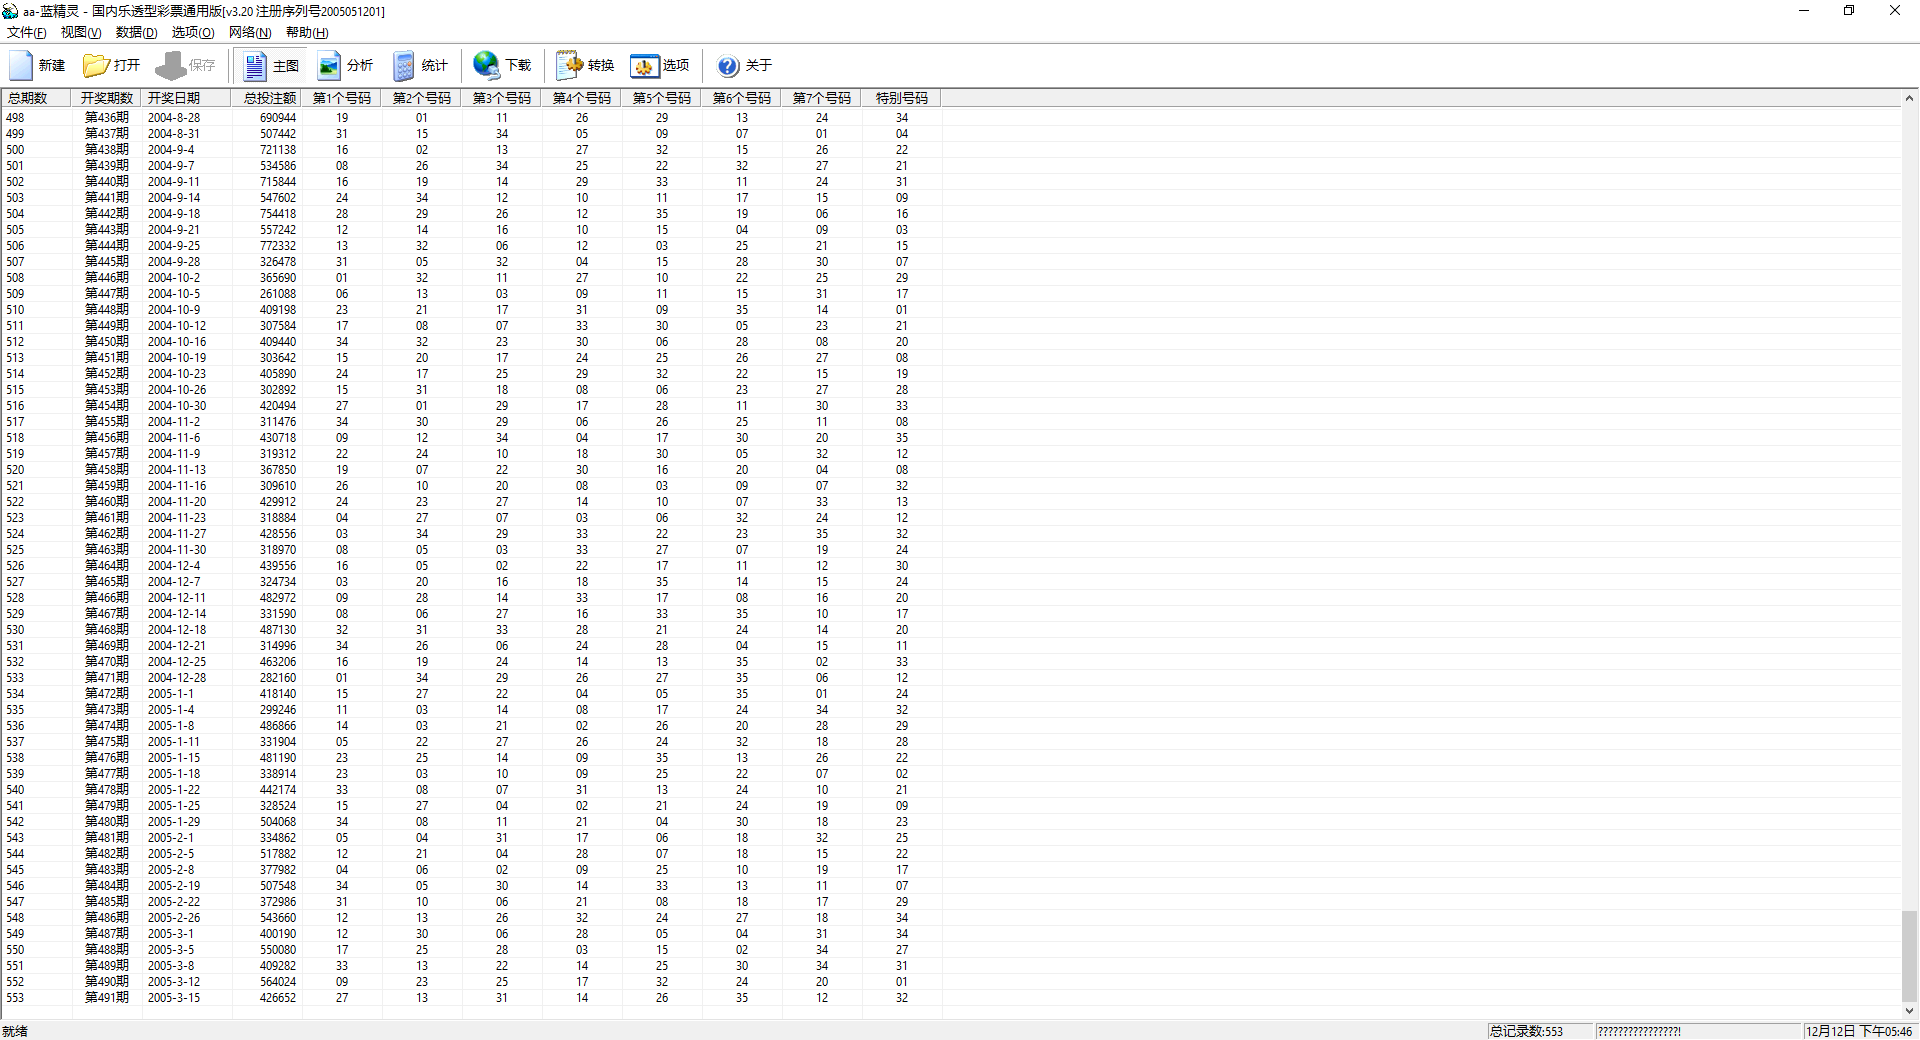 aa-蓝精灵 - 国内乐透型彩票通用版[v3.20 注册序列号2005051201]
文件(F) 视图(V) 数据(D) 选项(O) 网络(N) 帮助(H)
新建 打开 保存 主图 分析 统计 下载 转换 选项 关于
总期数 开奖期数 开奖日期 总投注额 第1个号码 第2个号码 第3个号码 第4个号码 第5个号码 第6个号码 第7个号码 特别号码
498 第436期 2004-8-28 690944 19 01 11 26 29 13 24 34
499 第437期 2004-8-31 507442 31 15 34 05 09 07 01 04
500 第438期 2004-9-4 721138 16 02 13 27 32 15 26 22
501 第439期 2004-9-7 534586 08 26 34 25 22 32 27 21
502 第440期 2004-9-11 715844 16 19 14 29 33 11 24 31
503 第441期 2004-9-14 547602 24 34 12 10 11 17 15 09
504 第442期 2004-9-18 754418 28 29 26 12 35 19 06 16
505 第443期 2004-9-21 557242 12 14 16 10 15 04 09 03
506 第444期 2004-9-25 772332 13 32 06 12 03 25 21 15
507 第445期 2004-9-28 326478 31 05 32 04 15 28 30 07
508 第446期 2004-10-2 365690 01 32 11 27 10 22 25 29
509 第447期 2004-10-5 261088 06 13 03 09 11 15 31 17
510 第448期 2004-10-9 409198 23 21 17 31 09 35 14 01
511 第449期 2004-10-12 307584 17 08 07 33 30 05 23 21
512 第450期 2004-10-16 409440 34 32 23 30 06 28 08 20
513 第451期 2004-10-19 303642 15 20 17 24 25 26 27 08
514 第452期 2004-10-23 405890 24 17 25 29 32 22 15 19
515 第453期 2004-10-26 302892 15 31 18 08 06 23 27 28
516 第454期 2004-10-30 420494 27 01 29 17 28 11 30 33
517 第455期 2004-11-2 311476 34 30 29 06 26 25 11 08
518 第456期 2004-11-6 430718 09 12 34 04 17 30 20 35
519 第457期 2004-11-9 319312 22 24 10 18 30 05 32 12
520 第458期 2004-11-13 367850 19 07 22 30 16 20 04 08
521 第459期 2004-11-16 309610 26 10 20 08 03 09 07 32
522 第460期 2004-11-20 429912 24 23 27 14 10 07 33 13
523 第461期 2004-11-23 318884 04 27 07 03 06 32 24 12
524 第462期 2004-11-27 428556 03 34 29 33 22 23 35 32
525 第463期 2004-11-30 318970 08 05 03 33 27 07 19 24
526 第464期 2004-12-4 439556 16 05 02 22 17 11 12 30
527 第465期 2004-12-7 324734 03 20 16 18 35 14 15 24
528 第466期 2004-12-11 482972 09 28 14 33 17 08 16 20
529 第467期 2004-12-14 331590 08 06 27 16 33 35 10 17
530 第468期 2004-12-18 487130 32 31 33 28 21 24 14 20
531 第469期 2004-12-21 314996 34 26 06 24 28 04 15 11
532 第470期 2004-12-25 463206 16 19 24 14 13 35 02 33
533 第471期 2004-12-28 282160 01 34 29 26 27 35 06 12
534 第472期 2005-1-1 418140 15 27 22 04 05 35 01 24
535 第473期 2005-1-4 299246 11 03 14 08 17 24 34 32
536 第474期 2005-1-8 486866 14 03 21 02 26 20 28 29
537 第475期 2005-1-11 331904 05 22 27 26 24 32 18 28
538 第476期 2005-1-15 481190 23 25 14 09 35 13 26 22
539 第477期 2005-1-18 338914 23 03 10 09 25 22 07 02
540 第478期 2005-1-22 442174 33 08 07 31 13 24 10 21
541 第479期 2005-1-25 328524 15 27 04 02 21 24 19 09
542 第480期 2005-1-29 504068 34 08 11 21 04 30 18 23
543 第481期 2005-2-1 334862 05 04 31 17 06 18 32 25
544 第482期 2005-2-5 517882 12 21 04 28 07 18 15 22
545 第483期 2005-2-8 377982 04 06 02 09 25 10 19 17
546 第484期 2005-2-19 507548 34 05 30 14 33 13 11 07
547 第485期 2005-2-22 372986 31 10 06 21 08 18 17 29
548 第486期 2005-2-26 543660 12 13 26 32 24 27 18 34
549 第487期 2005-3-1 400190 12 30 06 28 05 04 31 34
550 第488期 2005-3-5 550080 17 25 28 03 15 02 34 27
551 第489期 2005-3-8 409282 33 13 22 14 25 30 34 31
552 第490期 2005-3-12 564024 09 23 25 17 32 24 20 01
553 第491期 2005-3-15 426652 27 13 31 14 26 35 12 32
就绪 总记录数:553 ????????????????! 12月12日 下午05:46